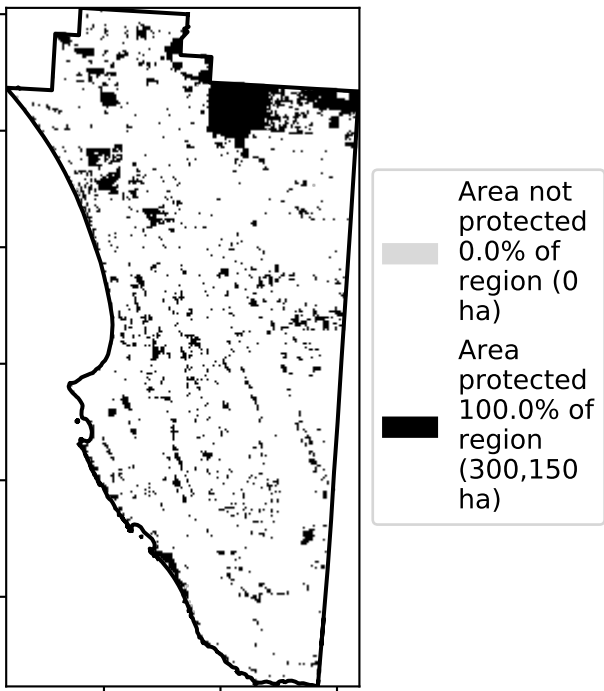 Area not
protected
0.0% of
region (0
ha)
Area
protected
100.0% of
region
(300,150
ha)